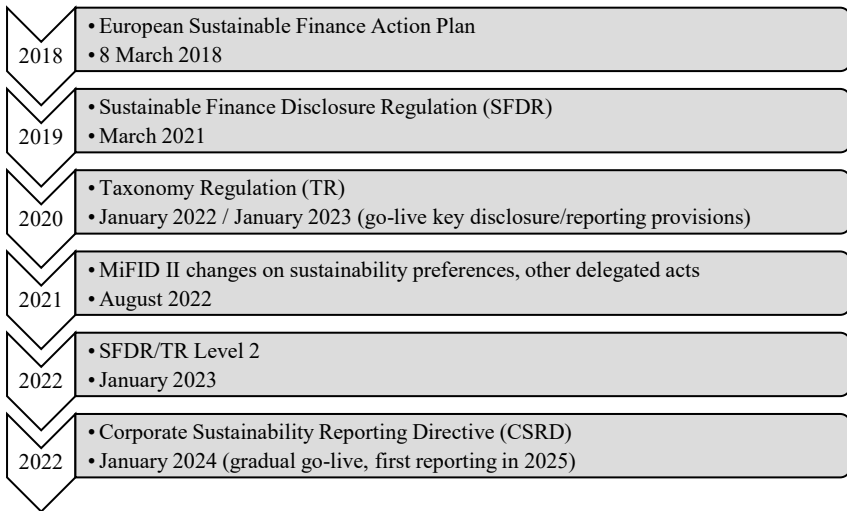 2018
• European Sustainable Finance Action Plan
• 8 March 2018
2019
• Sustainable Finance Disclosure Regulation (SFDR)
• March 2021
2020
• Taxonomy Regulation (TR)
• January 2022 / January 2023 (go-live key disclosure/reporting provisions)
2021
• MiFID II changes on sustainability preferences, other delegated acts
• August 2022
2022
• SFDR/TR Level 2
• January 2023
2022
• Corporate Sustainability Reporting Directive (CSRD)
• January 2024 (gradual go-live, first reporting in 2025)